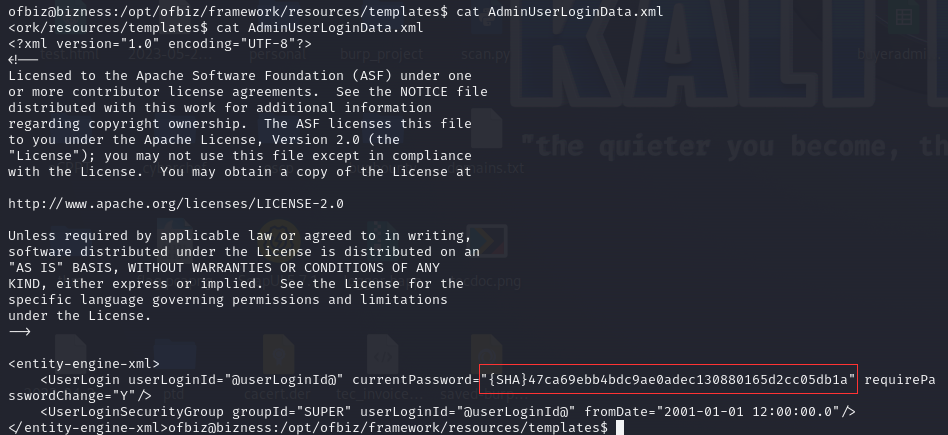 ofbiz@bizness:/opt/ofbiz/framework/resources/templates$ cat AdminUserLoginData.xml
<ork/resources/templates$ cat AdminUserLoginData.xml
<?xml version="1.0" encoding="UTF-8"?>
<!--
Licensed to the Apache Software Foundation (ASF) under one
or more contributor license agreements.  See the NOTICE file
distributed with this work for additional information
regarding copyright ownership.  The ASF licenses this file
to you under the Apache License, Version 2.0 (the
"License"); you may not use this file except in compliance
with the License.  You may obtain a copy of the License at
http://www.apache.org/licenses/LICENSE-2.0
Unless required by applicable law or agreed to in writing,
software distributed under the License is distributed on an
"AS IS" BASIS, WITHOUT WARRANTIES OR CONDITIONS OF ANY
KIND, either express or implied.  See the License for the
specific language governing permissions and limitations
under the License.
-->
<entity-engine-xml>
    <UserLogin userLoginId="@userLoginId@" currentPassword="{SHA}47ca69ebb4bdc9ae0adec130880165d2cc05db1a" requirePa
sswordChange="Y"/>
    <UserLoginSecurityGroup groupId="SUPER" userLoginId="@userLoginId@" fromDate="2001-01-01 12:00:00.0"/>
</entity-engine-xml>ofbiz@bizness:/opt/ofbiz/framework/resources/templates$
KALI
"the quieter you become, th
personal
burp_project
scan.py
cacert.der